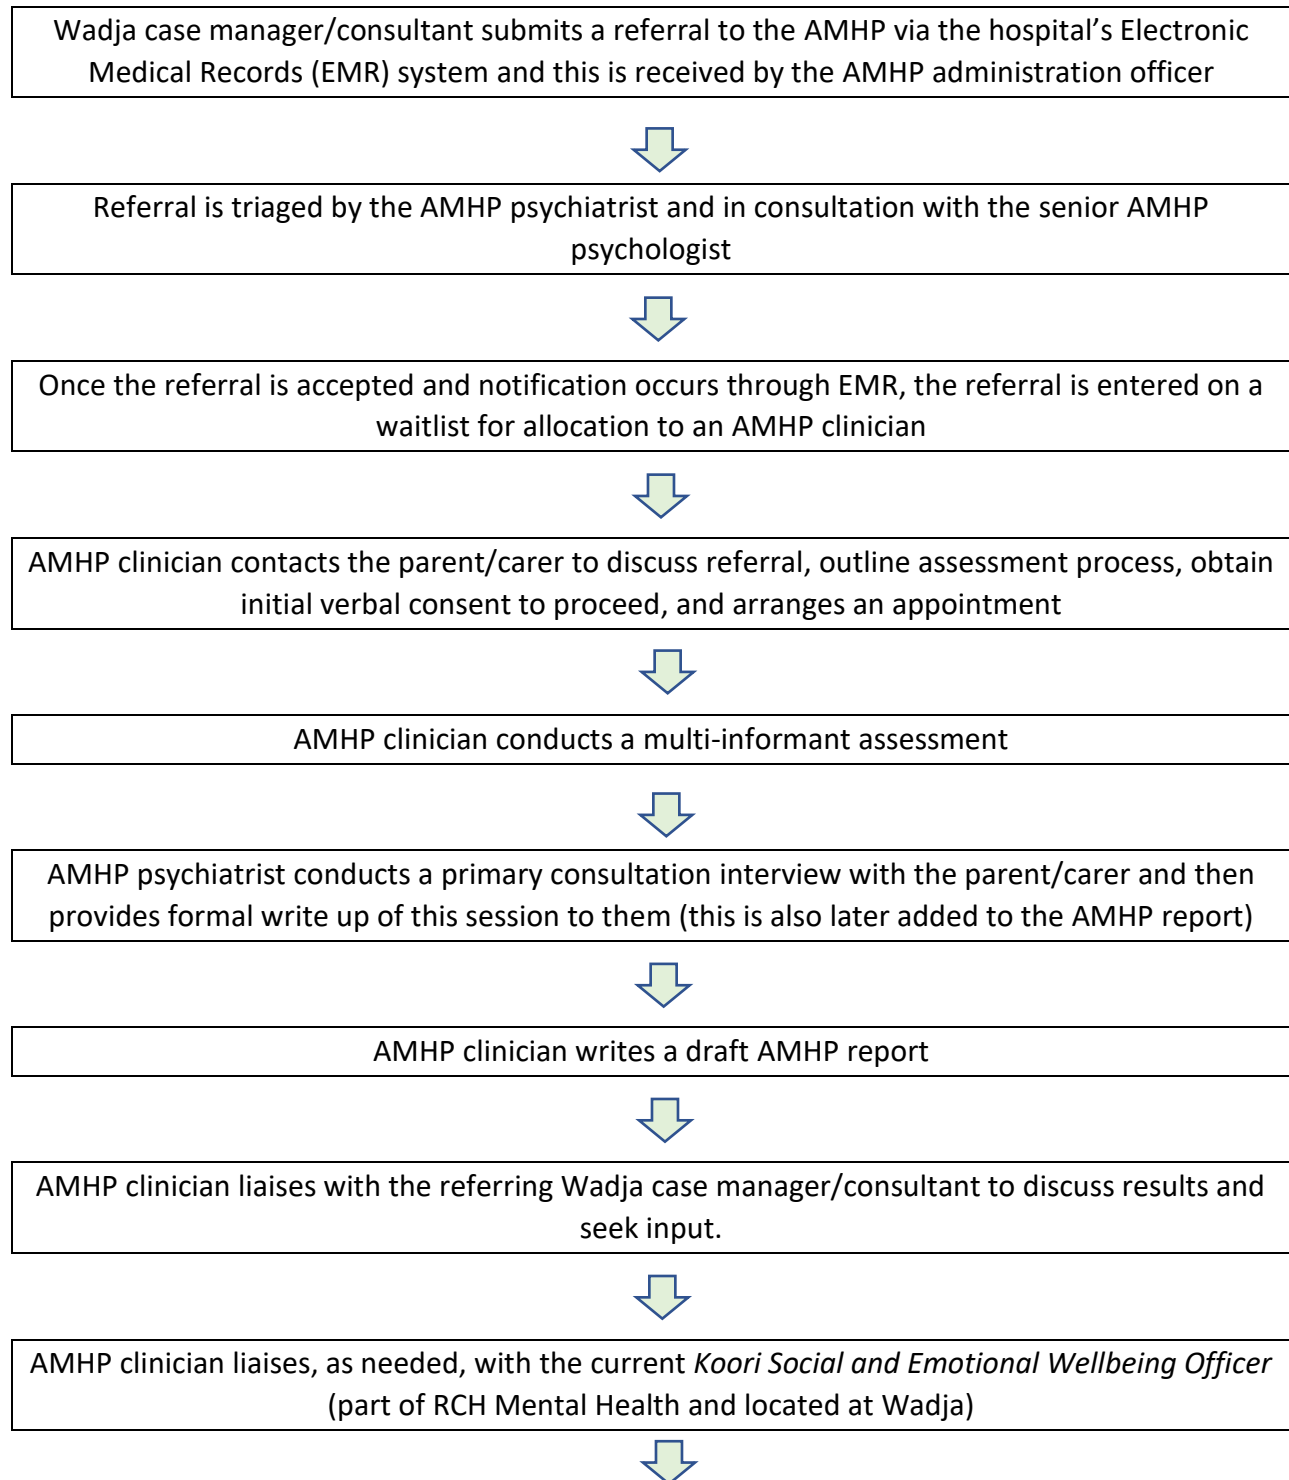 Wadja case manager/consultant submits a referral to the AMHP via the hospital’s Electronic
Medical Records (EMR) system and this is received by the AMHP administration officer
Referral is triaged by the AMHP psychiatrist and in consultation with the senior AMHP
psychologist
Once the referral is accepted and notification occurs through EMR, the referral is entered on a
waitlist for allocation to an AMHP clinician
AMHP clinician contacts the parent/carer to discuss referral, outline assessment process, obtain
initial verbal consent to proceed, and arranges an appointment
AMHP clinician conducts a multi-informant assessment
AMHP psychiatrist conducts a primary consultation interview with the parent/carer and then
provides formal write up of this session to them (this is also later added to the AMHP report)
AMHP clinician writes a draft AMHP report
AMHP clinician liaises with the referring Wadja case manager/consultant to discuss results and
seek input.
AMHP clinician liaises, as needed, with the current Koori Social and Emotional Wellbeing Officer
(part of RCH Mental Health and located at Wadja)